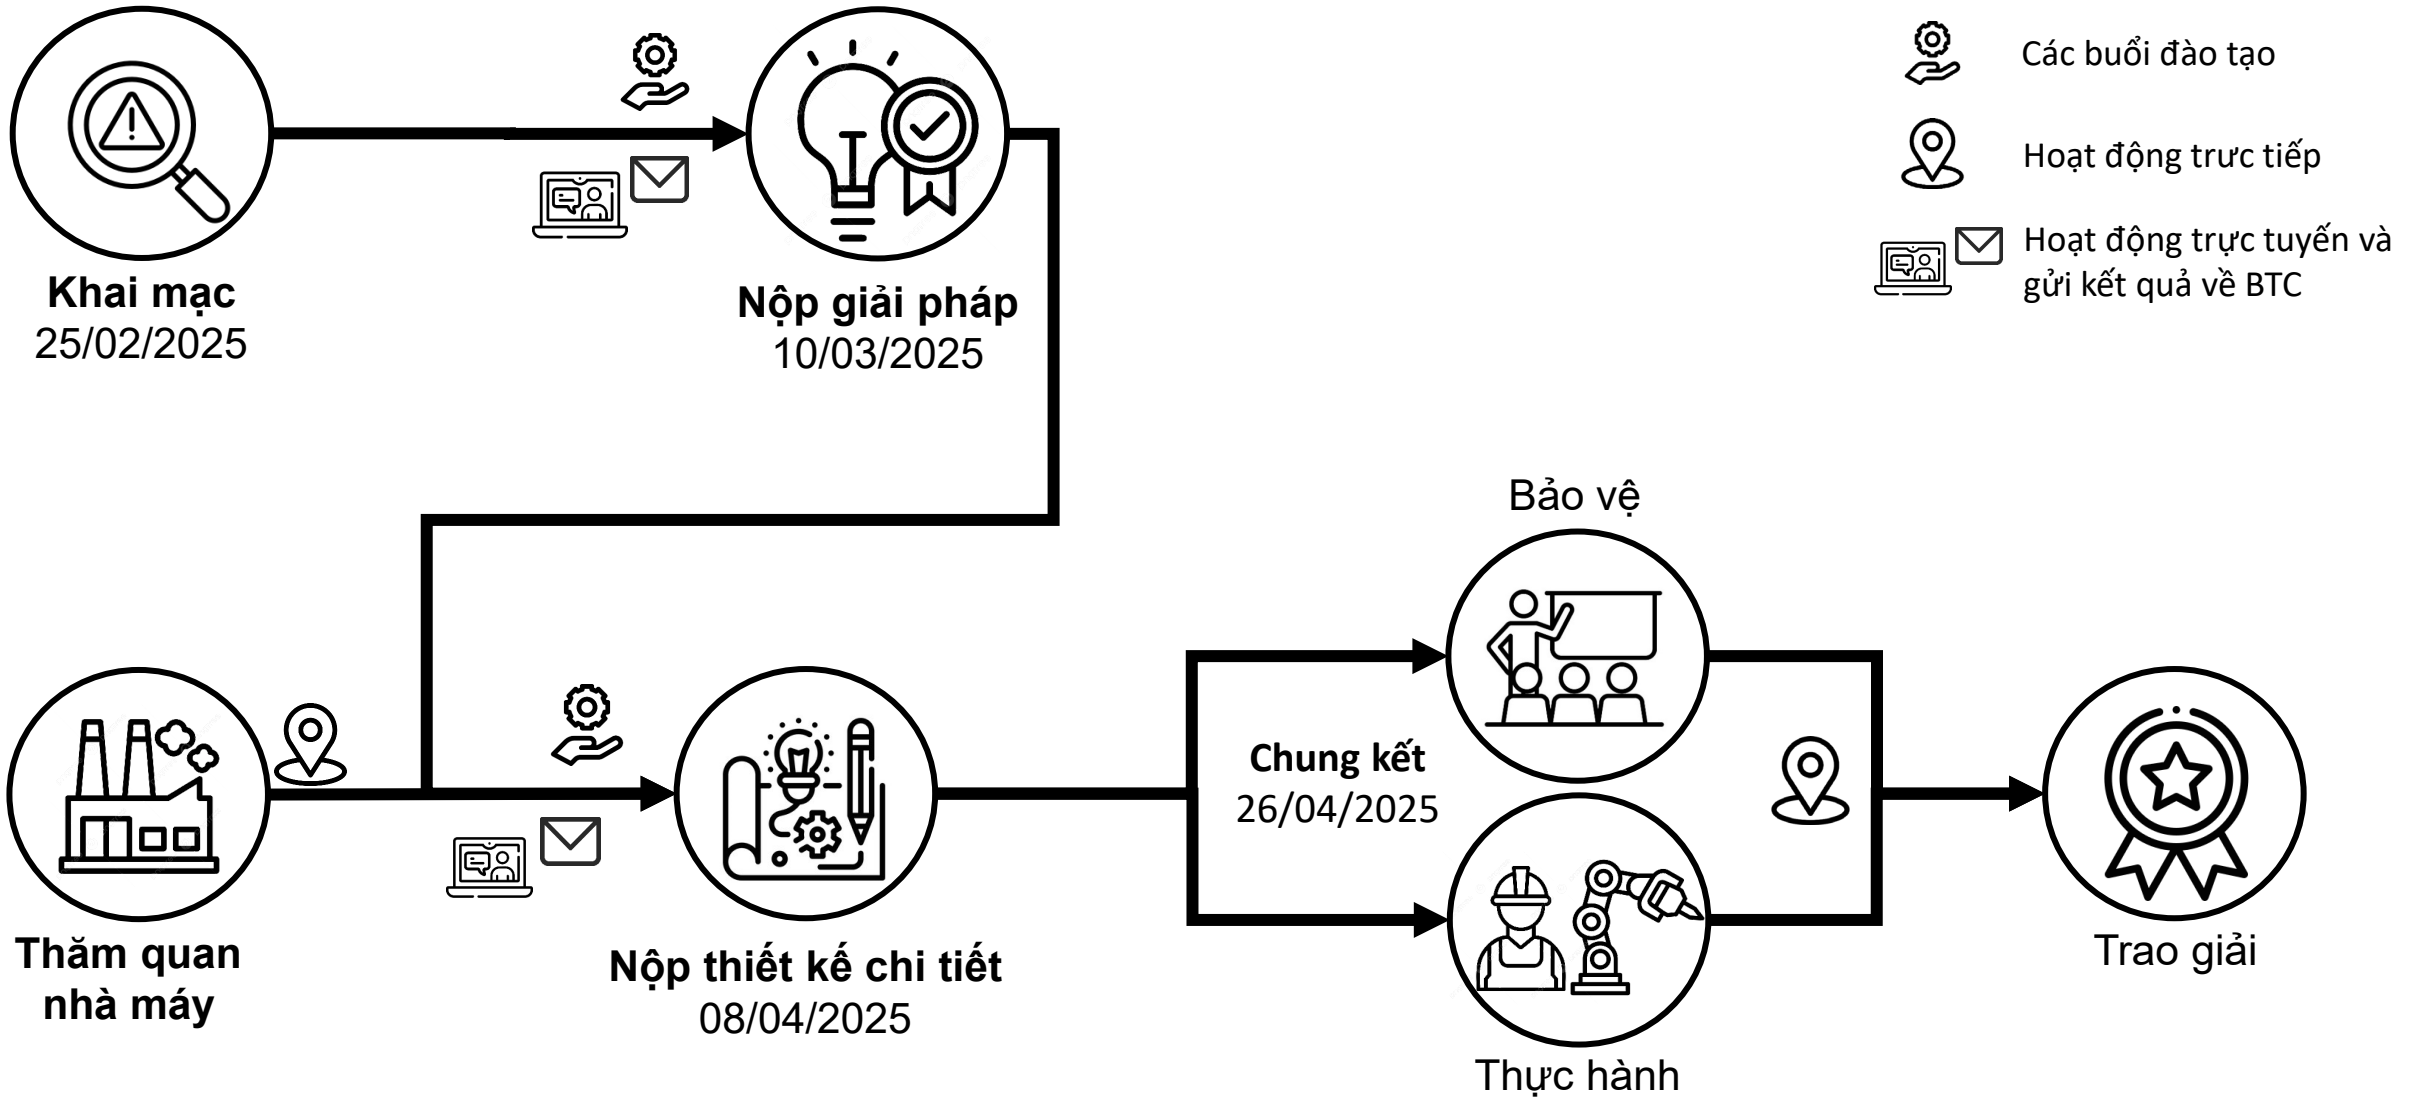 Các buổi đào tạo
Hoạt động trưc tiếp
Hoạt động trực tuyến và
gửi kết quả về BTC
Khai mạc
25/02/2025
Nộp giải pháp
10/03/2025
Bảo vệ
Chung kết
26/04/2025
Thăm quan
nhà máy
Nộp thiết kế chi tiết
08/04/2025
Trao giải
Thực hành